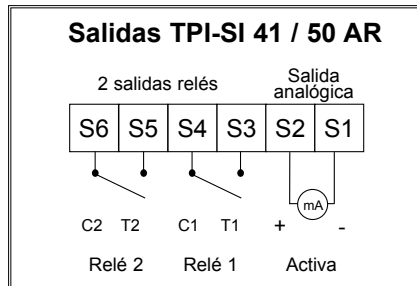 Salidas TPI-SI 41 / 50 AR
2 salidas relés
Salida
analógica
S6 S5 S4 S3 S2 S1
mA
C2 T2 C1 T1 + -
Relé 2 Relé 1 Activa